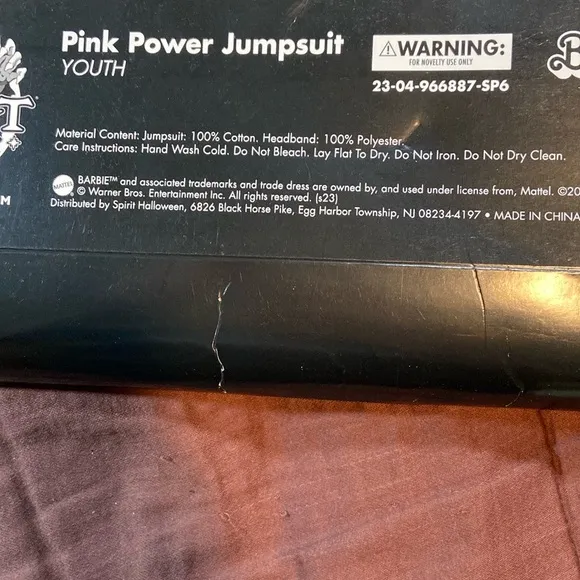 Pink Power Jumpsuit
YOUTH
⚠WARNING:
FOR NOVELTY USE ONLY
23-04-966887-SP6
Material Content: Jumpsuit: 100% Cotton. Headband: 100% Polyester.
Care Instructions: Hand Wash Cold. Do Not Bleach. Lay Flat To Dry. Do Not Iron. Do Not Dry Clean.
MATTEL
BARBIE™ and associated trademarks and trade dress are owned by, and used under license from, Mattel. ©20
© Warner Bros. Entertainment Inc. All rights reserved. (s23)
Distributed by Spirit Halloween, 6826 Black Horse Pike, Egg Harbor Township, NJ 08234-4197 • MADE IN CHINA